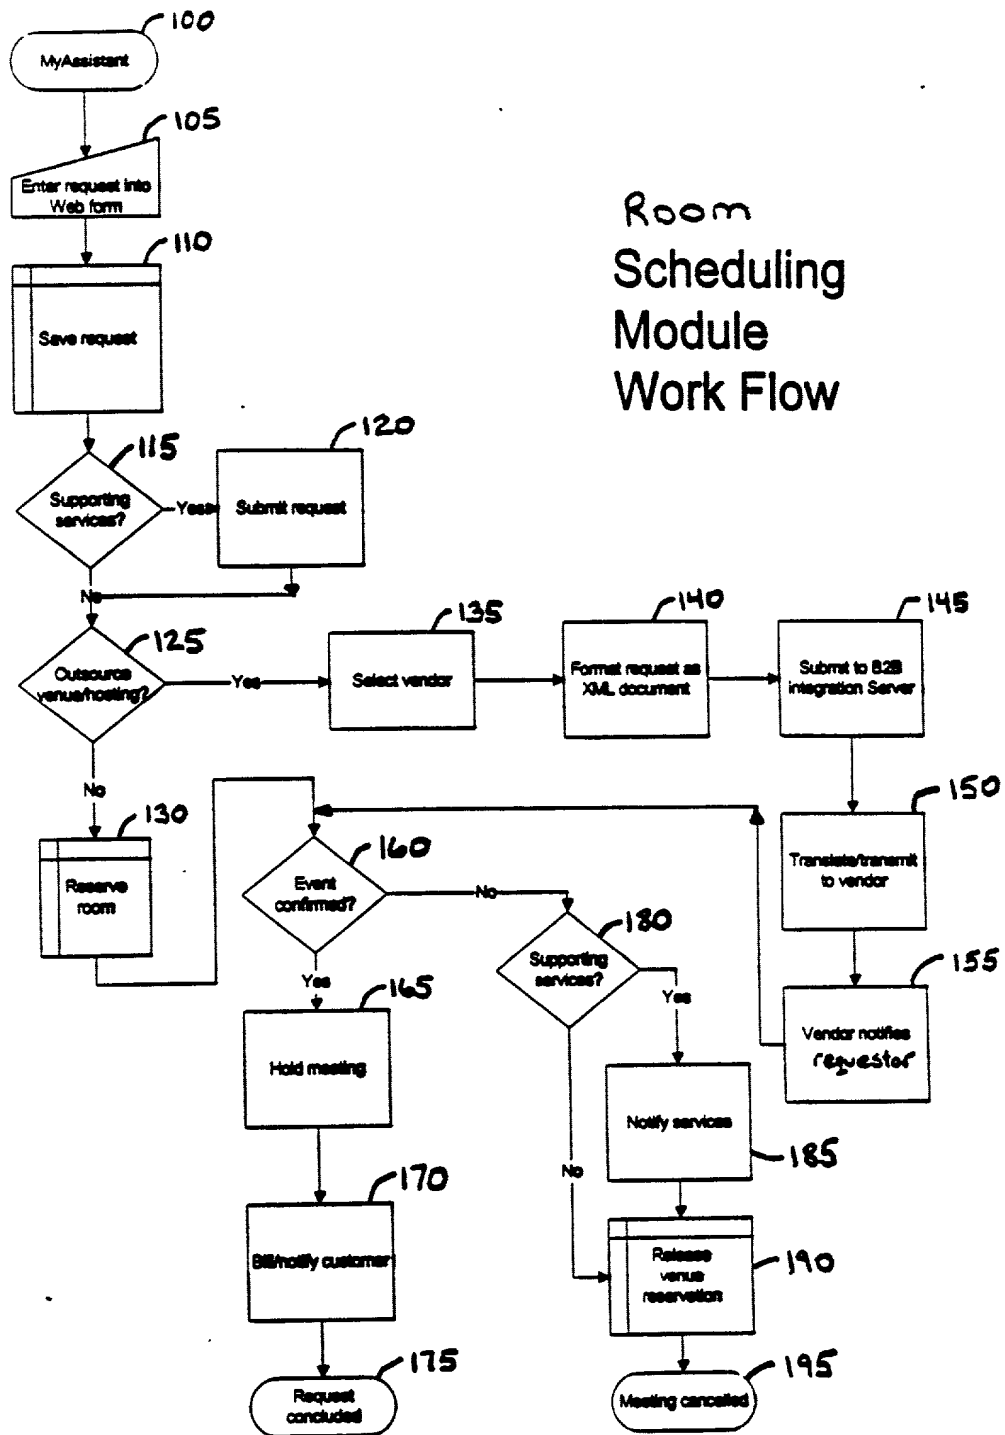 100
MyAssistant
105
Enter request into
Web form
Room
Scheduling
Module
Work Flow
110
Save request
115
Supporting
services?
Yes
120
Submit request
No
125
Outsource
venue/hosting?
Yes
135
Select vendor
140
Format request as
XML document
145
Submit to B2B
integration Server
No
130
Reserve
room
150
Translate/transmit
to vendor
160
Event
confirmed?
No
180
Supporting
services?
Yes
155
Vendor notifies
requestor
Yes
165
Hold meeting
Notify services
185
No
170
Bill/notify customer
190
Release
venue
reservation
175
Request
concluded
195
Meeting cancelled